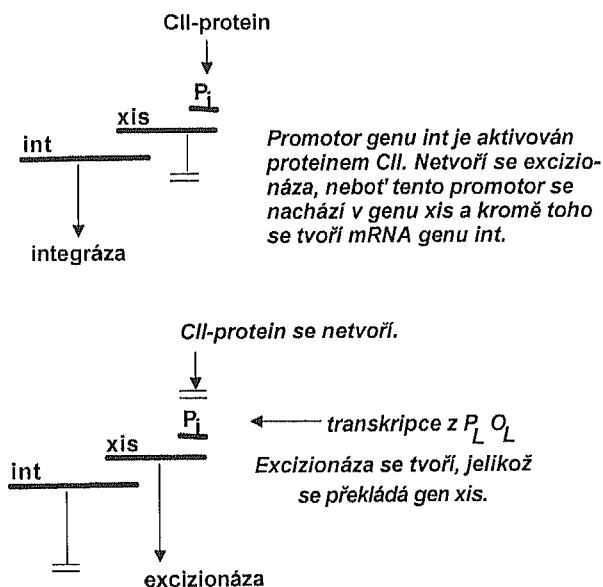 CII-protein
Pi
xis
int
Promotor genu int je aktivován
proteinem CII. Netvoří se excizio-
náza, neboť tento promotor se
nachází v genu xis a kromě toho
se tvoří mRNA genu int.
integráza
CII-protein se netvoří.
Pi
transkripce z PL OL
xis
int
Excizionáza se tvoří, jelikož
se překládá gen xis.
excizionáza